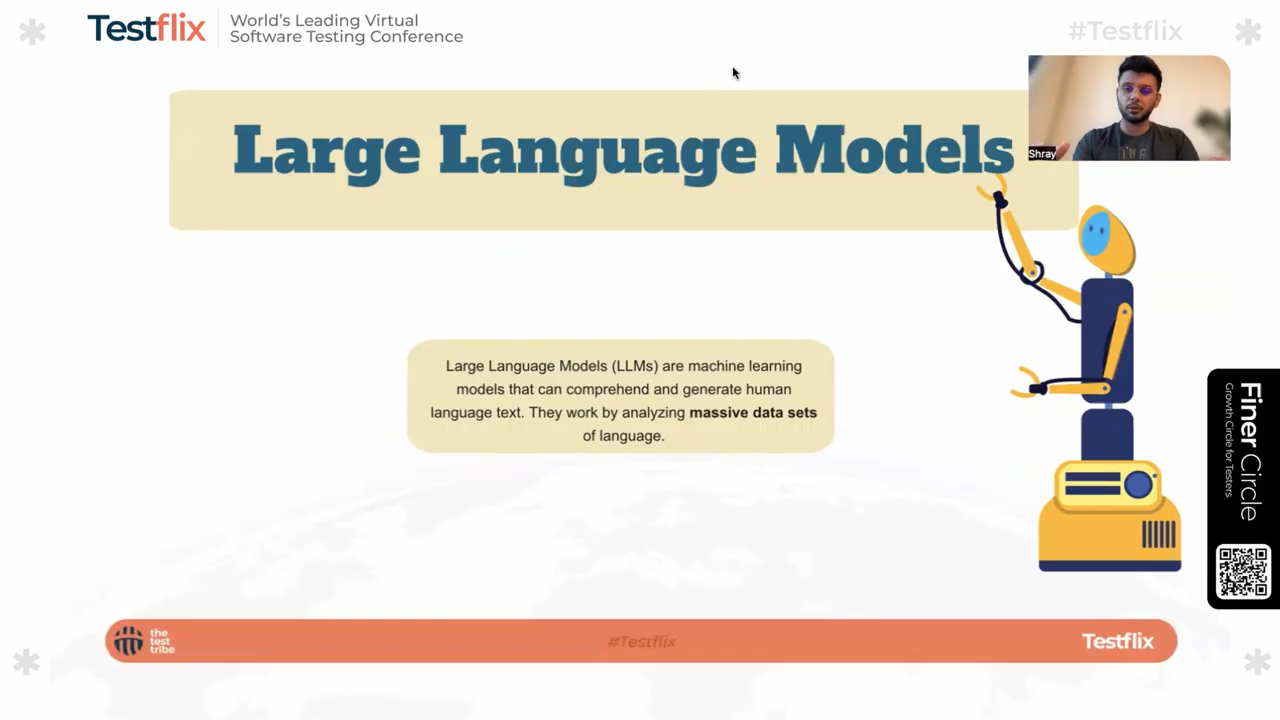 Testflix
World's Leading Virtual
Software Testing Conference
#Testflix
Large Language Models
Shray
Large Language Models (LLMs) are machine learning
models that can comprehend and generate human
language text. They work by analyzing massive data sets
of language.
Finer Circle
Growth Circle for Testers
the
test
tribe
#Testflix
Testflix